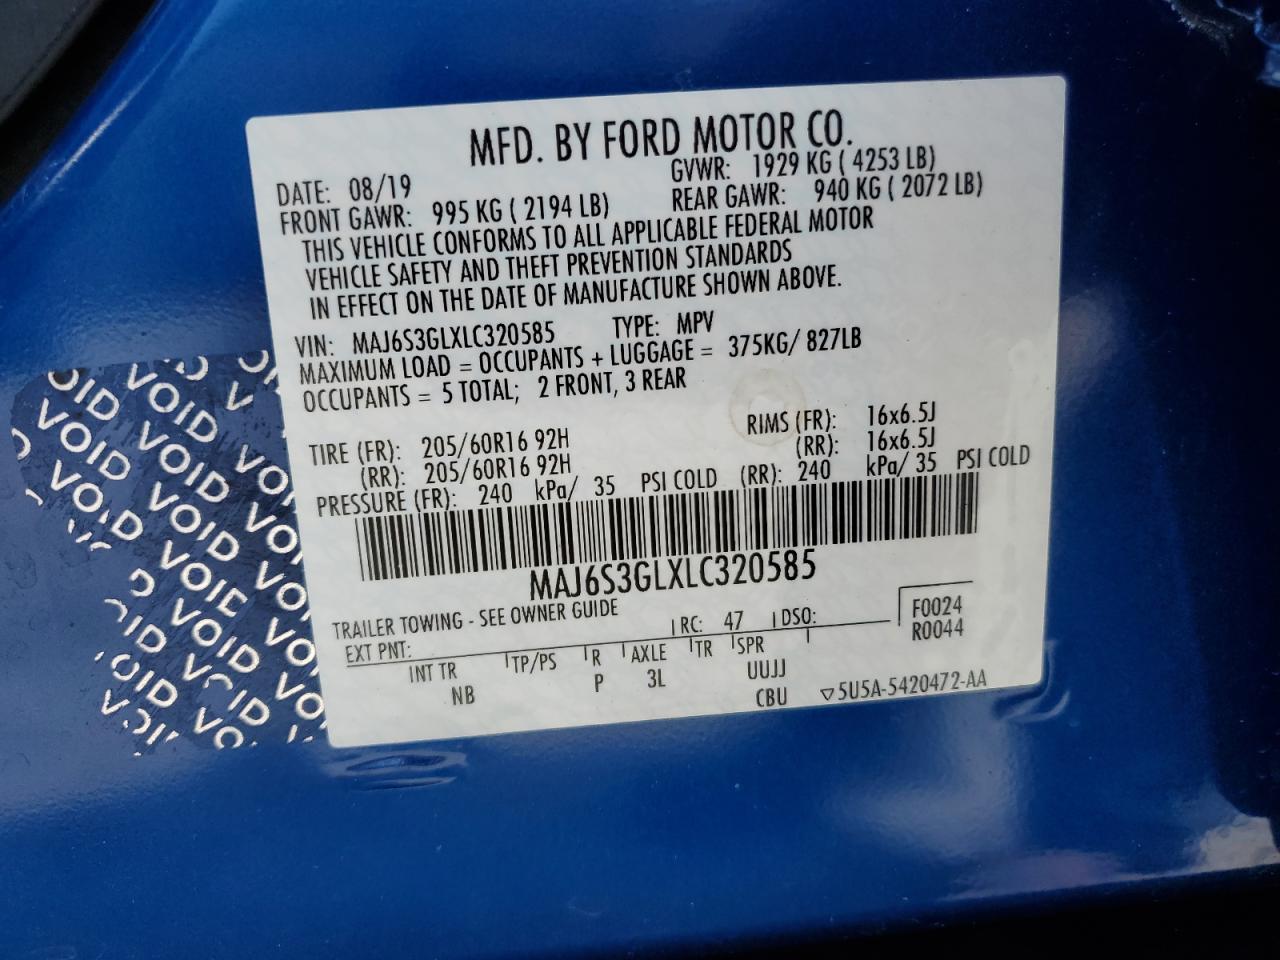 MFD. BY FORD MOTOR CO.
DATE: 08/19 GVWR: 1929 KG ( 4253 LB)
FRONT GAWR: 995 KG ( 2194 LB) REAR GAWR: 940 KG ( 2072 LB)
THIS VEHICLE CONFORMS TO ALL APPLICABLE FEDERAL MOTOR
VEHICLE SAFETY AND THEFT PREVENTION STANDARDS
IN EFFECT ON THE DATE OF MANUFACTURE SHOWN ABOVE.
VIN: MAJ6S3GLXLC320585 TYPE: MPV
MAXIMUM LOAD = OCCUPANTS + LUGGAGE = 375KG/ 827LB
OCCUPANTS = 5 TOTAL; 2 FRONT, 3 REAR
TIRE (FR): 205/60R16 92H RIMS (FR): 16x6.5J
(RR): 205/60R16 92H (RR): 16x6.5J
PRESSURE (FR): 240 kPa/ 35 PSI COLD (RR): 240 kPa/ 35 PSI COLD
MAJ6S3GLXLC320585
TRAILER TOWING - SEE OWNER GUIDE
EXT PNT: RC: 47 DSO: F0024
R0044
INT TR TP/PS R AXLE TR SPR
NB P 3L UUJJ
CBU ▽5U5A-5420472-AA
VOID VOID VOID
VOID VOID VOID
VOID VOID VOID
VOID VOID
VOID VOID